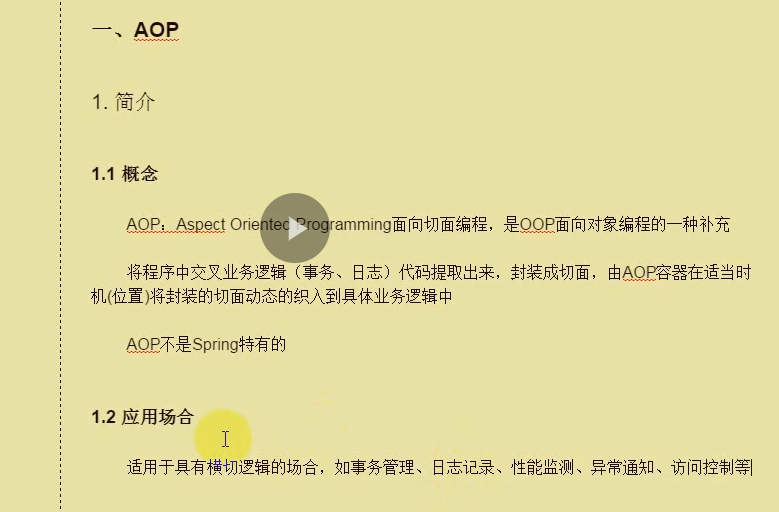 一、AOP
1. 简介
1.1 概念
AOP：Aspect Oriented Programming面向切面编程，是OOP面向对象编程的一种补充
将程序中交叉业务逻辑（事务、日志）代码提取出来，封装成切面，由AOP容器在适当时
机(位置)将封装的切面动态的织入到具体业务逻辑中
AOP不是Spring特有的
1.2 应用场合
适用于具有横切逻辑的场合，如事务管理、日志记录、性能监测、异常通知、访问控制等